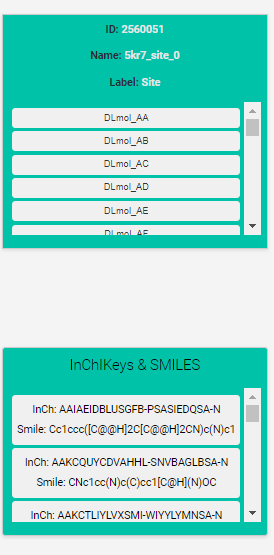 ID: 2560051
Name: 5kr7_site_0
Label: Site
DLmol_AA
DLmol_AB
DLmol_AC
DLmol_AD
DLmol_AE
DLmol_AF
InChIKeys & SMILES
InCh: AAIAEIDBLUSGFB-PSASIEDQSA-N
Smile: Cc1ccc([C@@H]2C[C@@H]2CN)c(N)c1
InCh: AAKCQUYCDVAHHL-SNVBAGLBSA-N
Smile: CNc1cc(N)c(C)cc1[C@H](N)OC
InCh: AAKCTLIYLVXSMI-WIYYLYMNSA-N